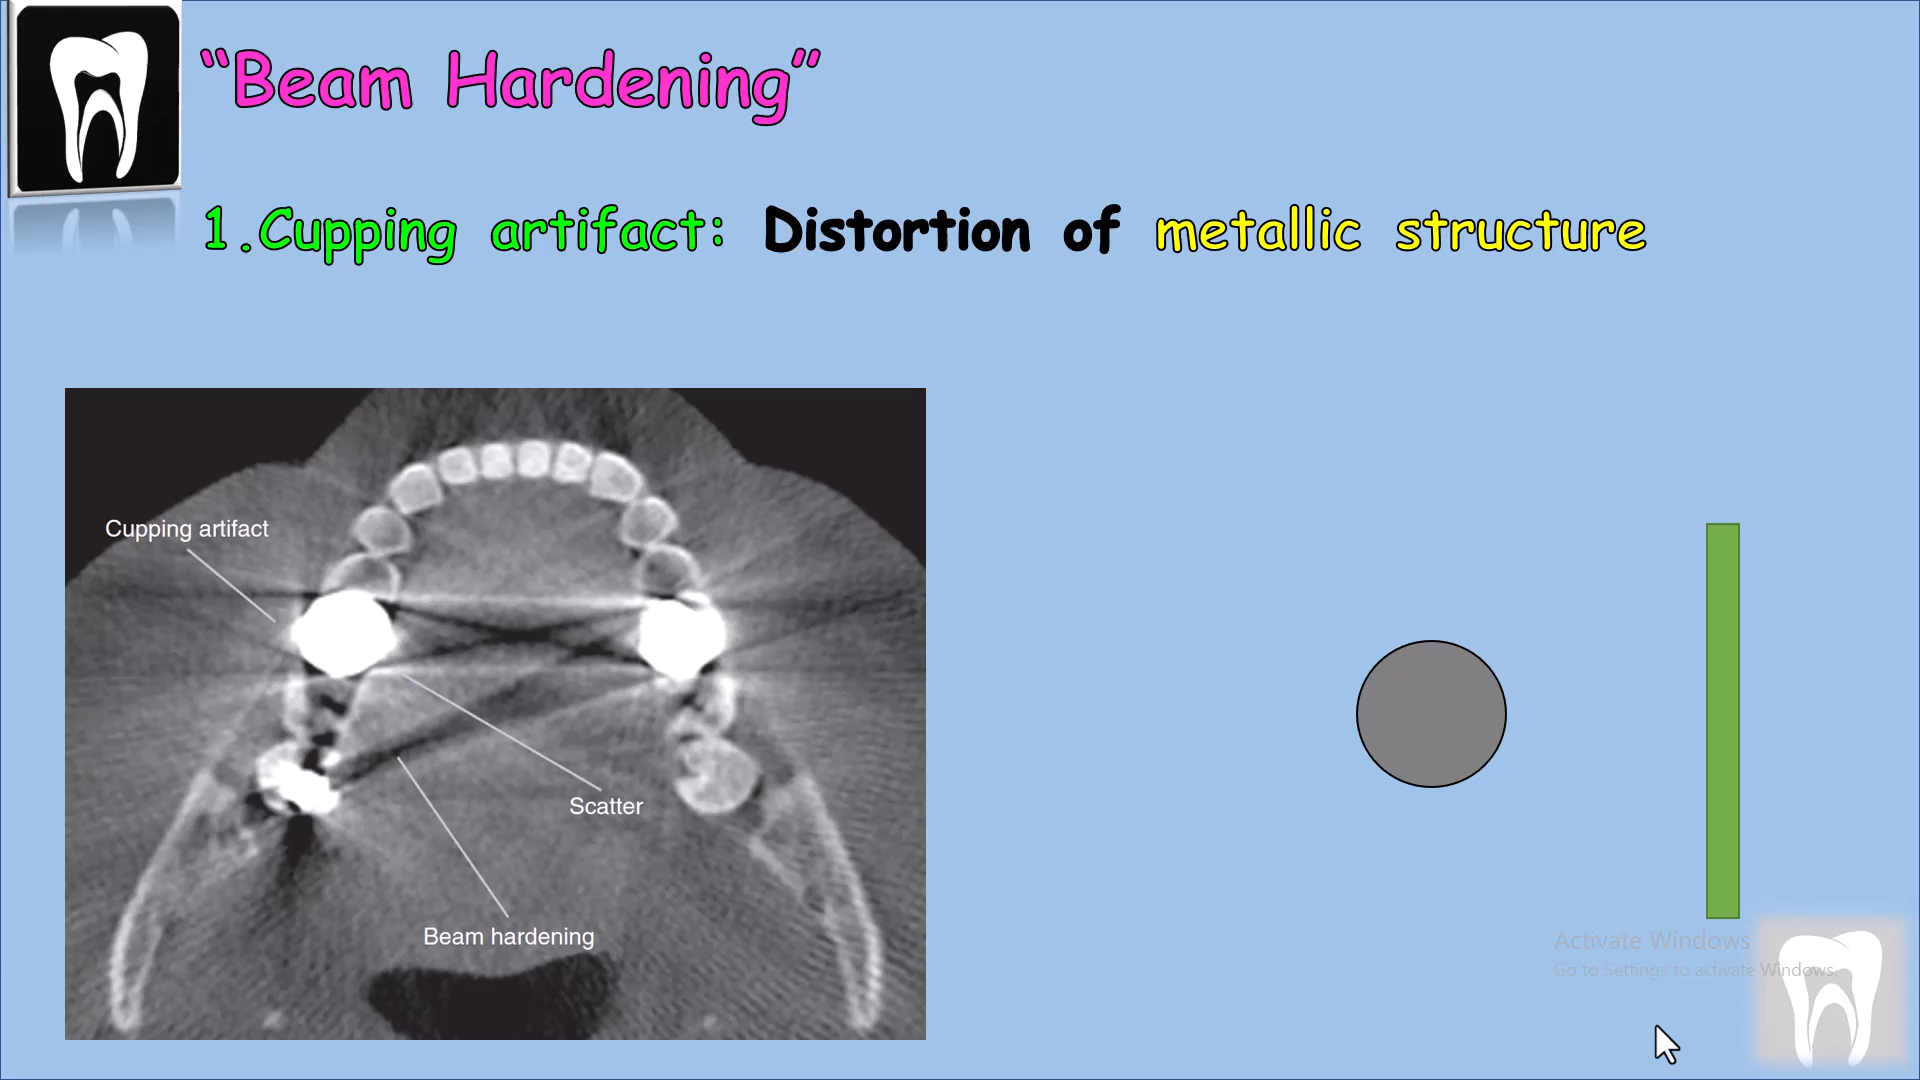 “Beam Hardening”
1.Cupping artifact: Distortion of metallic structure
Cupping artifact
Scatter
Beam hardening
Activate Windows
Go to Settings to activate Windows.